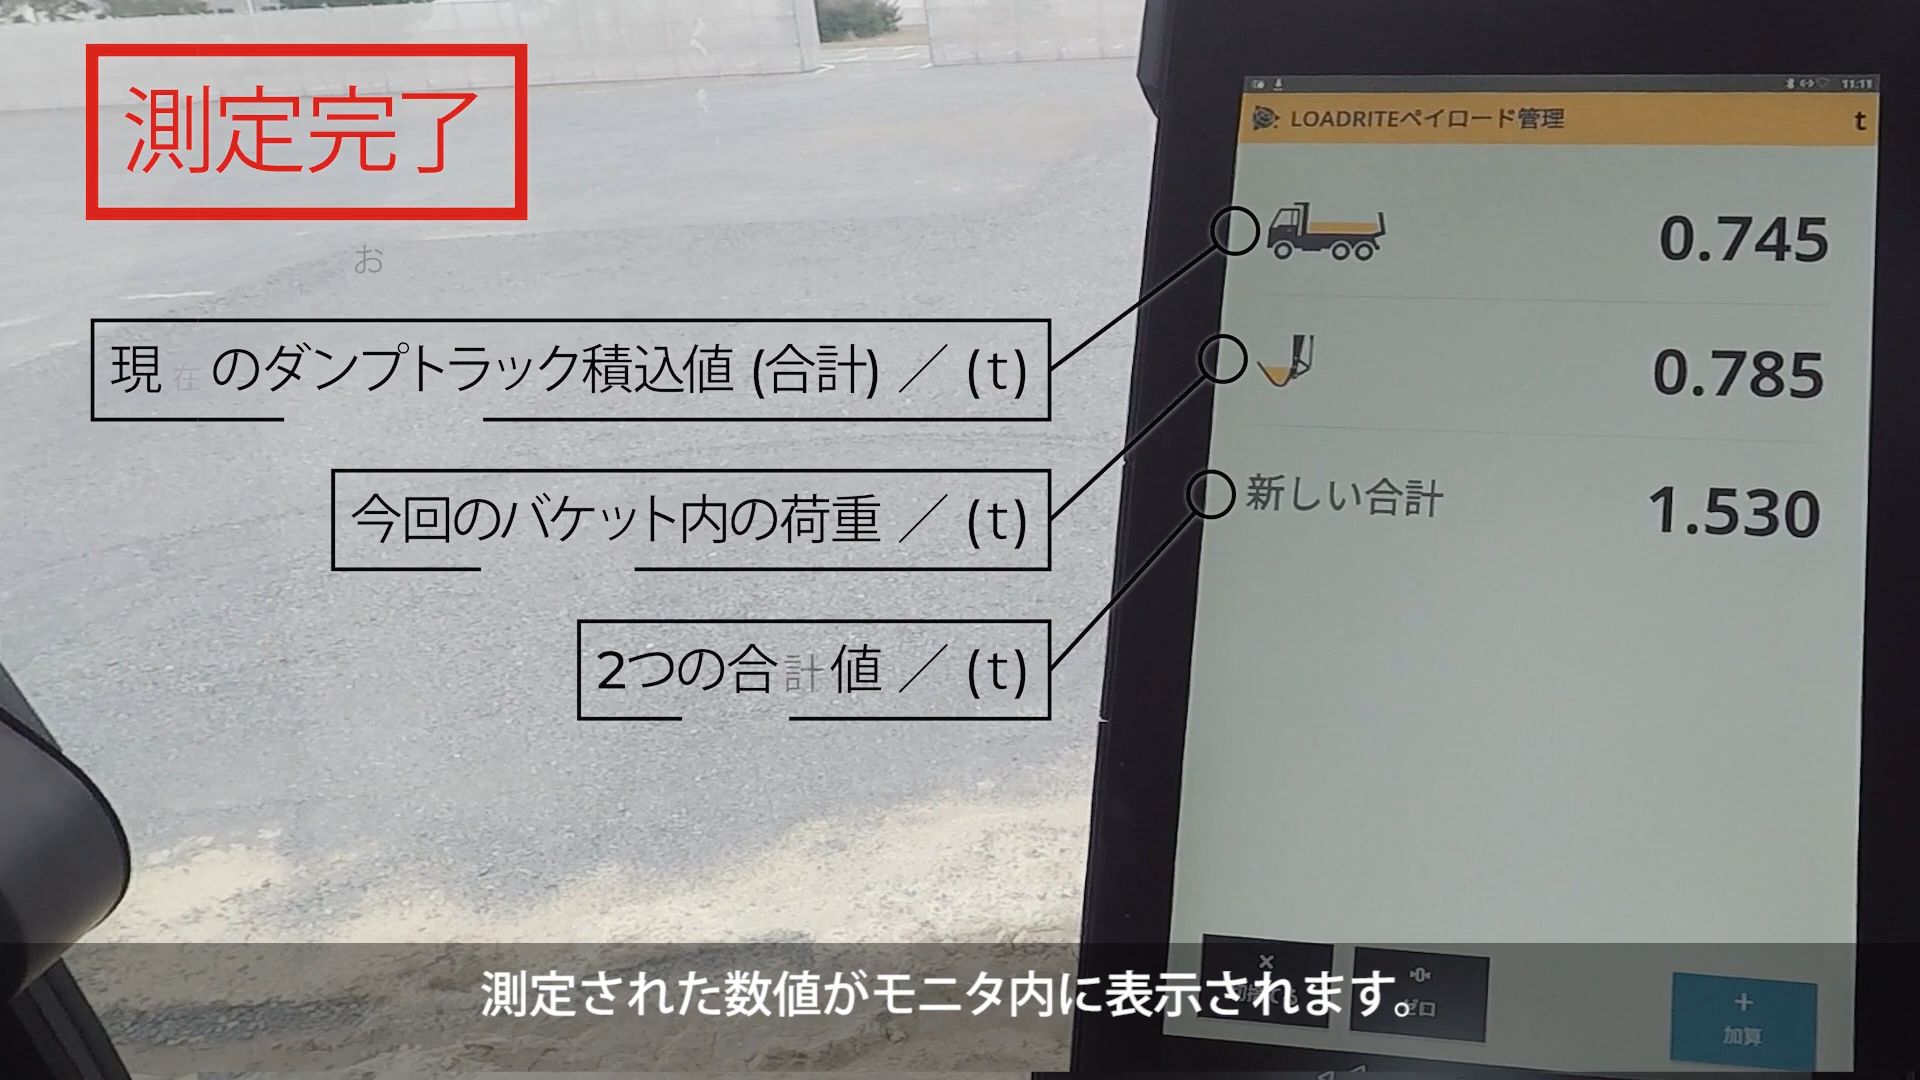 測定完了
お
現在のダンプトラック積込値 (合計) ／ (t)
今回のバケット内の荷重 ／ (t)
2つの合計値 ／ (t)
11:11
LOADRITEペイロード管理 t
0.745
0.785
新しい合計 1.530
×
ゼロ
+
加算
測定された数値がモニタ内に表示されます。